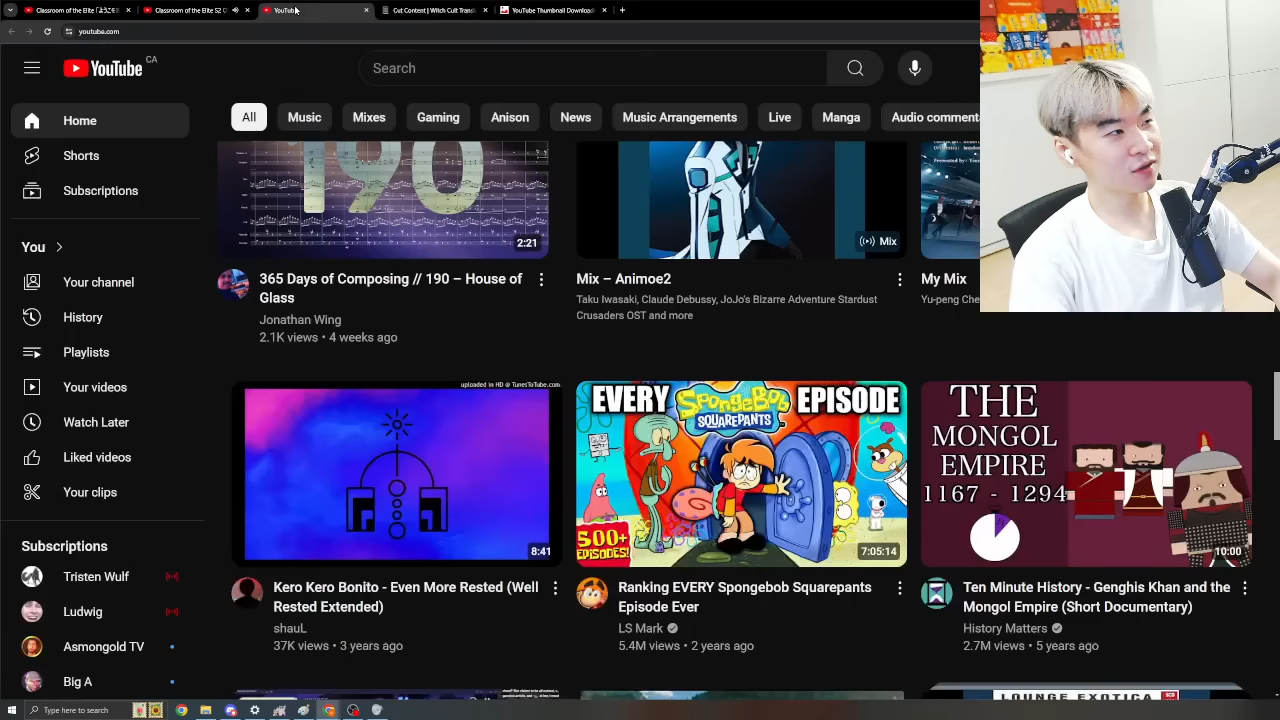 Classroom of the Elite「ようこそ
Classroom of the Elite S2
YouTube
Cut Content | Witch Cult Trans
YouTube Thumbnail Download
youtube.com
YouTube CA
Search
All
Music
Mixes
Gaming
Anison
News
Music Arrangements
Live
Manga
Audio comment
Home
Shorts
Subscriptions
You
Your channel
History
Playlists
Your videos
Watch Later
Liked videos
Your clips
Subscriptions
Tristen Wulf
Ludwig
Asmongold TV
Big A
190
2:21
365 Days of Composing // 190 – House of
Glass
Jonathan Wing
2.1K views • 4 weeks ago
Mix
Mix – Animoe2
Taku Iwasaki, Claude Debussy, JoJo's Bizarre Adventure Stardust
Crusaders OST and more
My Mix
Yu-peng Che
uploaded in HD @ TunesToTube.com
8:41
Kero Kero Bonito - Even More Rested (Well
Rested Extended)
shauL
37K views • 3 years ago
EVERY SpongeBob EPISODE
SQUAREPANTS
500+
EPISODES!
7:05:14
Ranking EVERY Spongebob Squarepants
Episode Ever
LS Mark
5.4M views • 2 years ago
THE
MONGOL
EMPIRE
1167 - 1294
10:00
Ten Minute History - Genghis Khan and the
Mongol Empire (Short Documentary)
History Matters
2.7M views • 5 years ago
LOUNGE EXOTICA
Type here to search